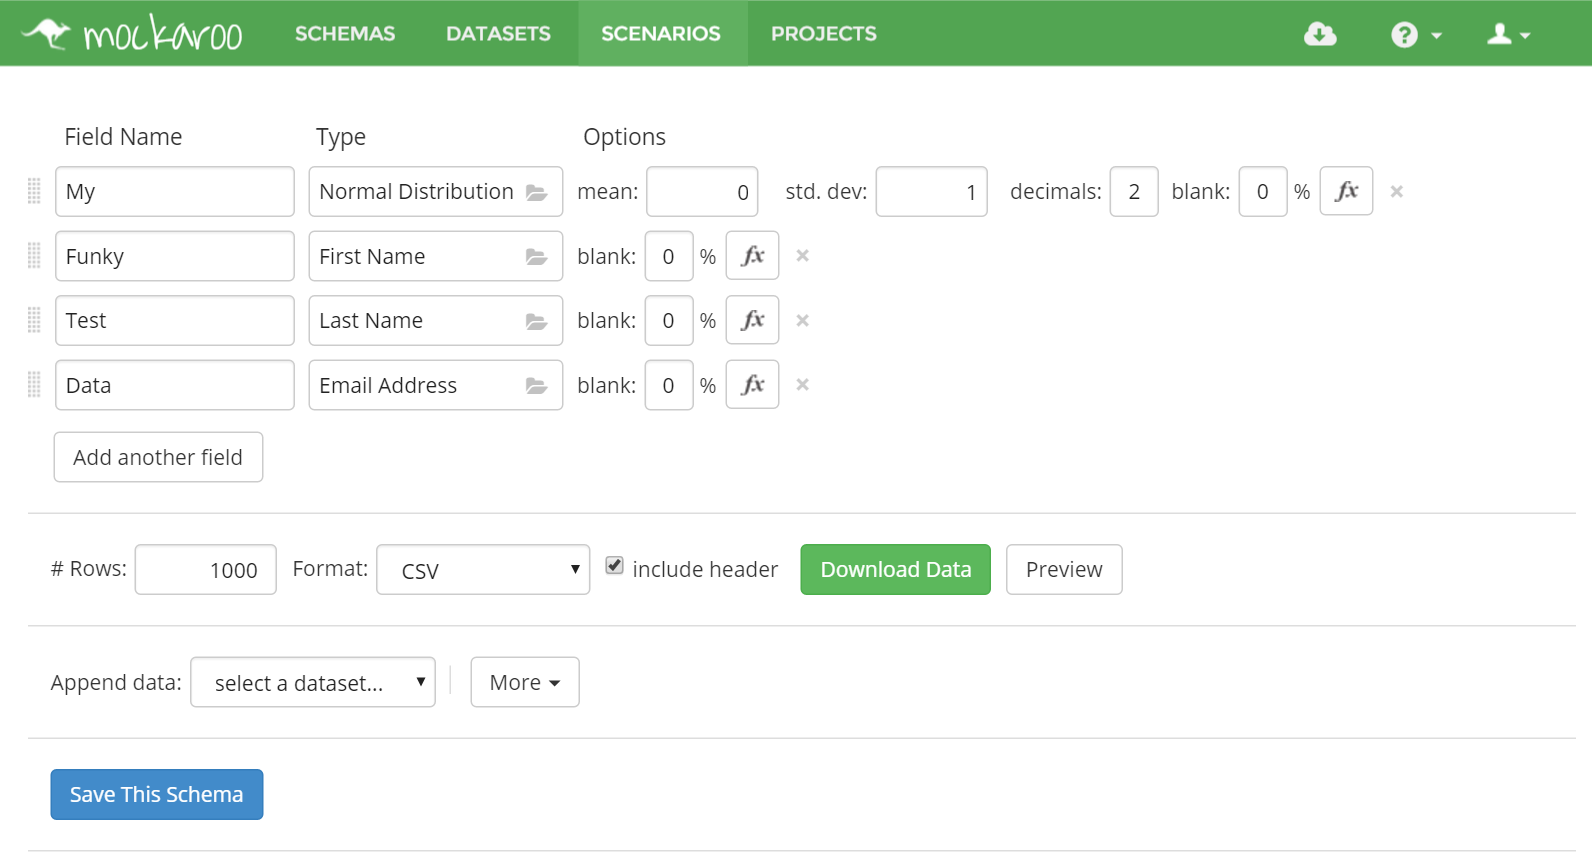 mockaroo SCHEMAS DATASETS SCENARIOS PROJECTS ?
Field Name Type Options
My Normal Distribution mean: 0 std. dev: 1 decimals: 2 blank: 0 % fx ×
Funky First Name blank: 0 % fx ×
Test Last Name blank: 0 % fx ×
Data Email Address blank: 0 % fx ×
Add another field
# Rows: 1000 Format: CSV include header Download Data Preview
Append data: select a dataset... More
Save This Schema